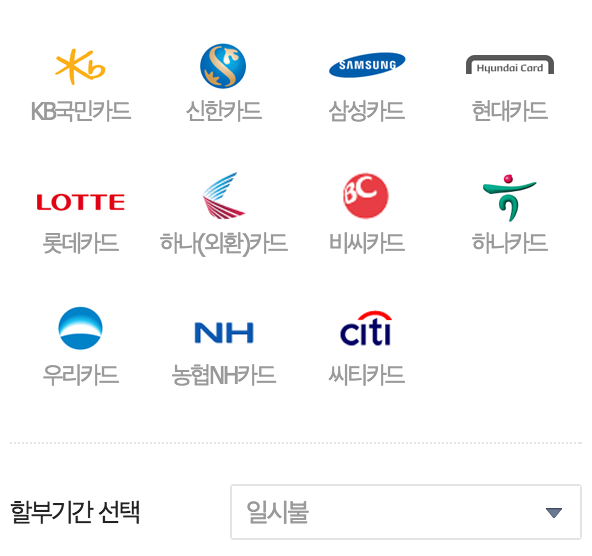 Kb SAMSUNG Hyundai Card
KB국민카드 신한카드 삼성카드 현대카드
LOTTE BC
롯데카드 하나(외환)카드 비씨카드 하나카드
NH citi
우리카드 농협NH카드 씨티카드
할부기간 선택 일시불